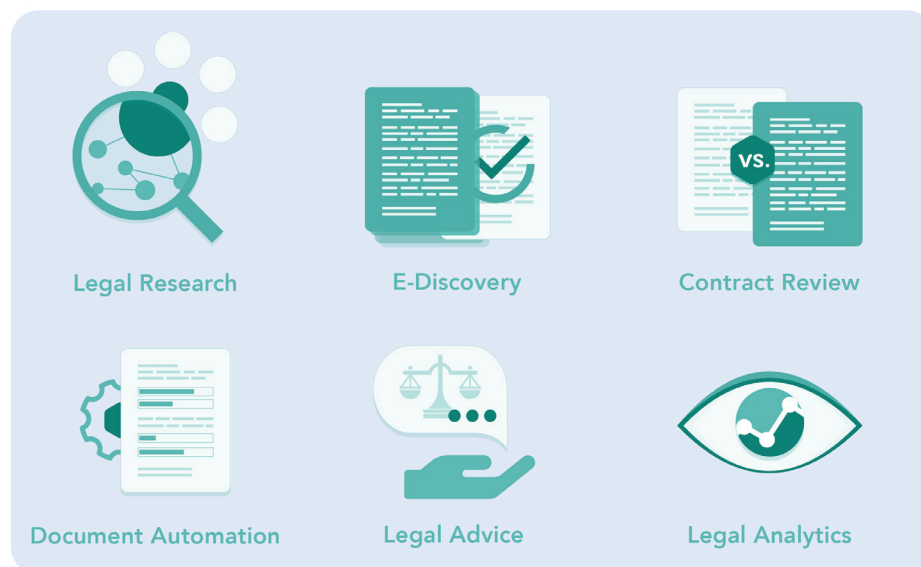 VS.
Legal Research
E-Discovery
Contract Review
Document Automation
Legal Advice
Legal Analytics